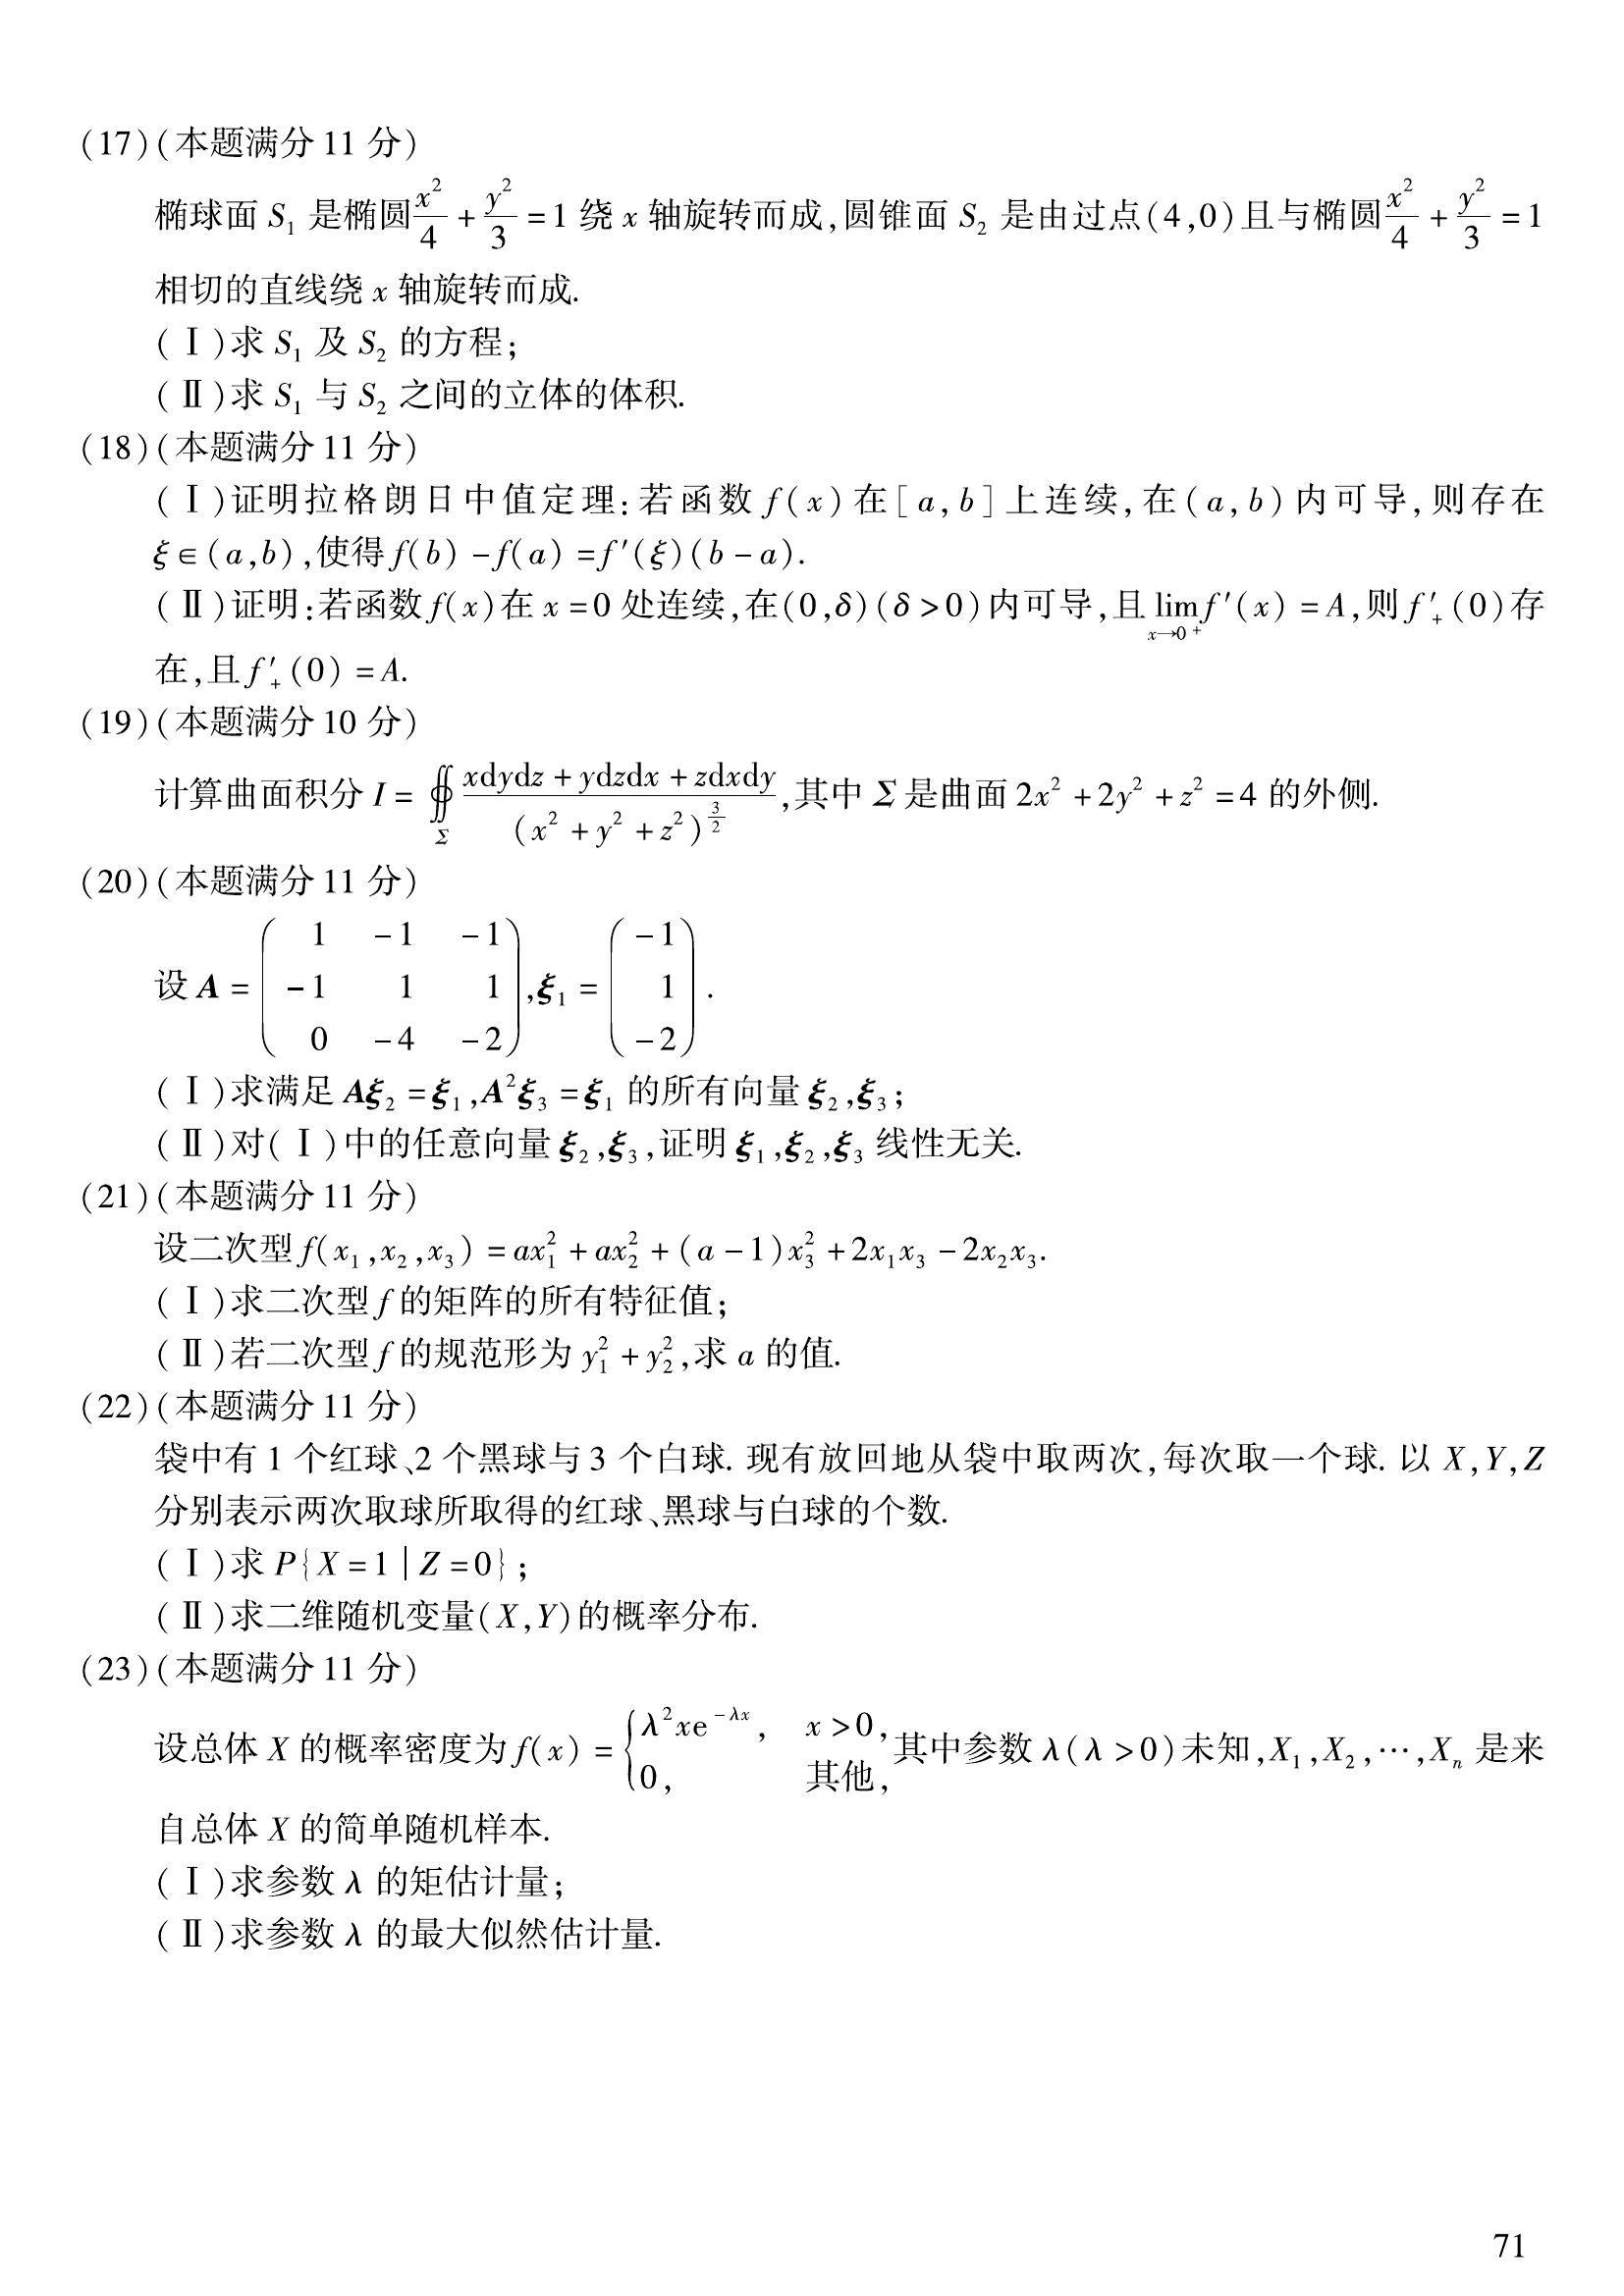 (17)(本题满分11 分)
椭球面 $S_1$ 是椭圆$\frac{x^2}{4}+\frac{y^2}{3}=1$ 绕 $x$ 轴旋转而成,圆锥面 $S_2$ 是由过点(4,0)且与椭圆$\frac{x^2}{4}+\frac{y^2}{3}=1$
相切的直线绕 $x$ 轴旋转而成.
(Ⅰ)求 $S_1$ 及 $S_2$ 的方程;
(Ⅱ)求 $S_1$ 与 $S_2$ 之间的立体的体积.
(18)(本题满分11 分)
(Ⅰ)证明拉格朗日中值定理:若函数 $f(x)$ 在[$a,b$]上连续,在($a,b$)内可导,则存在
$\xi\in(a,b)$,使得$f(b)-f(a)=f'(\xi)(b-a)$.
(Ⅱ)证明:若函数$f(x)$在 $x=0$ 处连续,在$(0,\delta)(\delta>0)$内可导,且$\lim\limits_{x\to0^+}f'(x)=A$,则$f'_+(0)$存
在,且$f'_+(0)=A$.
(19)(本题满分10 分)
计算曲面积分 $I=\oiint\limits_{\Sigma}\frac{x\mathrm{d}y\mathrm{d}z+y\mathrm{d}z\mathrm{d}x+z\mathrm{d}x\mathrm{d}y}{(x^2+y^2+z^2)^{\frac{3}{2}}}$,其中 $\Sigma$ 是曲面 $2x^2+2y^2+z^2=4$ 的外侧.
(20)(本题满分11 分)
设 $\boldsymbol{A}=\begin{pmatrix}1&-1&-1\\-1&1&1\\0&-4&-2\end{pmatrix},\boldsymbol{\xi}_1=\begin{pmatrix}-1\\1\\-2\end{pmatrix}$.
(Ⅰ)求满足 $\boldsymbol{A\xi}_2=\boldsymbol{\xi}_1,\boldsymbol{A}^2\boldsymbol{\xi}_3=\boldsymbol{\xi}_1$ 的所有向量 $\boldsymbol{\xi}_2,\boldsymbol{\xi}_3$;
(Ⅱ)对(Ⅰ)中的任意向量 $\boldsymbol{\xi}_2,\boldsymbol{\xi}_3$,证明 $\boldsymbol{\xi}_1,\boldsymbol{\xi}_2,\boldsymbol{\xi}_3$ 线性无关.
(21)(本题满分11 分)
设二次型$f(x_1,x_2,x_3)=ax_1^2+ax_2^2+(a-1)x_3^2+2x_1x_3-2x_2x_3$.
(Ⅰ)求二次型$f$的矩阵的所有特征值;
(Ⅱ)若二次型$f$的规范形为 $y_1^2+y_2^2$,求 $a$ 的值.
(22)(本题满分11 分)
袋中有 1 个红球、2 个黑球与 3 个白球. 现有放回地从袋中取两次,每次取一个球. 以 $X,Y,Z$
分别表示两次取球所取得的红球、黑球与白球的个数.
(Ⅰ)求 $P\{X=1|Z=0\}$;
(Ⅱ)求二维随机变量$(X,Y)$的概率分布.
(23)(本题满分11 分)
设总体 $X$ 的概率密度为$f(x)=\begin{cases}\lambda^2x\mathrm{e}^{-\lambda x},&x>0,\\0,&其他,\end{cases}$其中参数 $\lambda(\lambda>0)$未知,$X_1,X_2,\cdots,X_n$ 是来
自总体 $X$ 的简单随机样本.
(Ⅰ)求参数 $\lambda$ 的矩估计量;
(Ⅱ)求参数 $\lambda$ 的最大似然估计量.
71